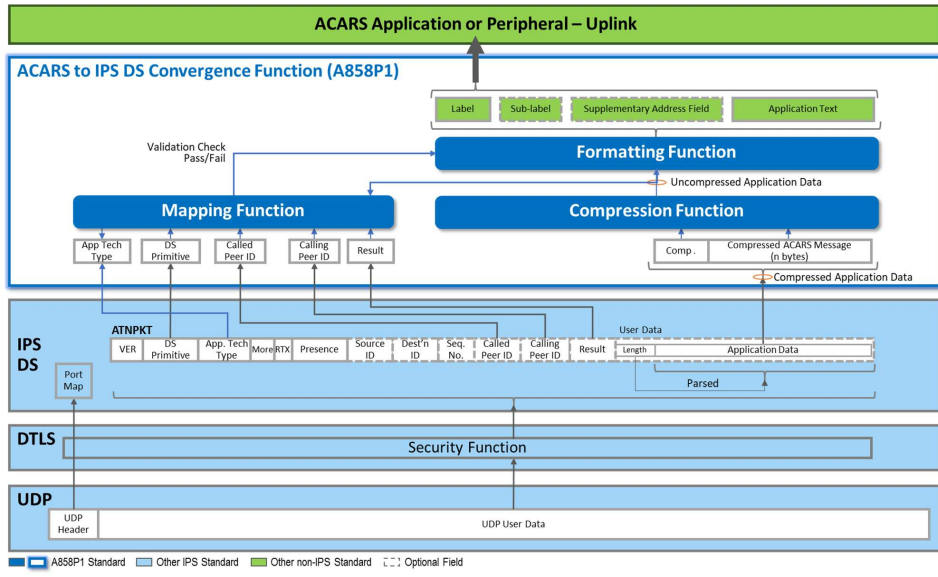 ACARS Application or Peripheral – Uplink
ACARS to IPS DS Convergence Function (A858P1)
Label
Sub-label
Supplementary Address Field
Application Text
Validation Check
Pass/Fail
Formatting Function
Uncompressed Application Data
Mapping Function
Compression Function
App Tech
Type
DS
Primitive
Called
Peer ID
Calling
Peer ID
Result
Comp .
Compressed ACARS Message
(n bytes)
Compressed Application Data
IPS
DS
ATNPKT
User Data
VER
DS
Primitive
App. Tech
Type
More
RTX
Presence
Source
ID
Dest’n
ID
Seq.
No.
Called
Peer ID
Calling
Peer ID
Result
Length
Application Data
Port
Map
Parsed
DTLS
Security Function
UDP
UDP
Header
UDP User Data
A858P1 Standard
Other IPS Standard
Other non-IPS Standard
Optional Field